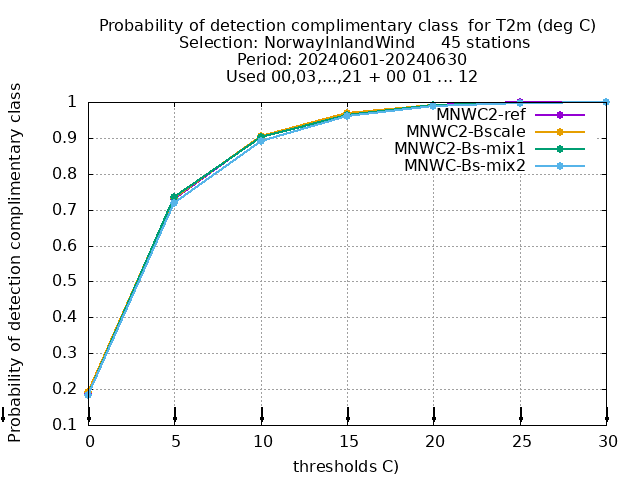 Probability of detection complimentary class  for T2m (deg C)
Selection: NorwayInlandWind     45 stations
Period: 20240601-20240630
Used 00,03,...,21 + 00 01 ... 12
Probability of detection complimentary class
1
0.9
0.8
0.7
0.6
0.5
0.4
0.3
0.2
0.1
MNWC2-ref
MNWC2-Bscale
MNWC2-Bs-mix1
MNWC-Bs-mix2
0 5 10 15 20 25 30
thresholds C)